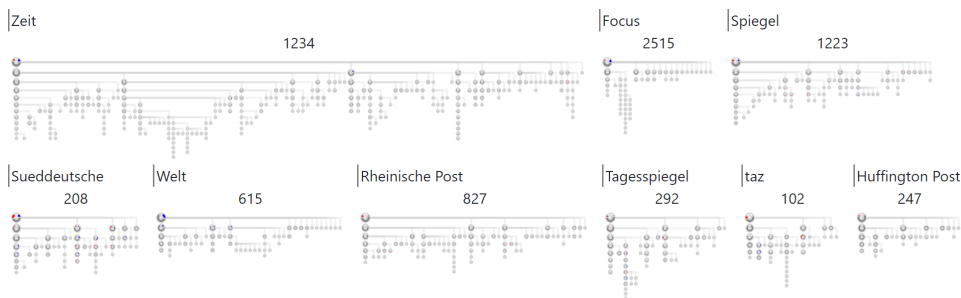 Zeit
1234
Focus
2515
Spiegel
1223
Sueddeutsche
208
Welt
615
Rheinische Post
827
Tagesspiegel
292
taz
102
Huffington Post
247